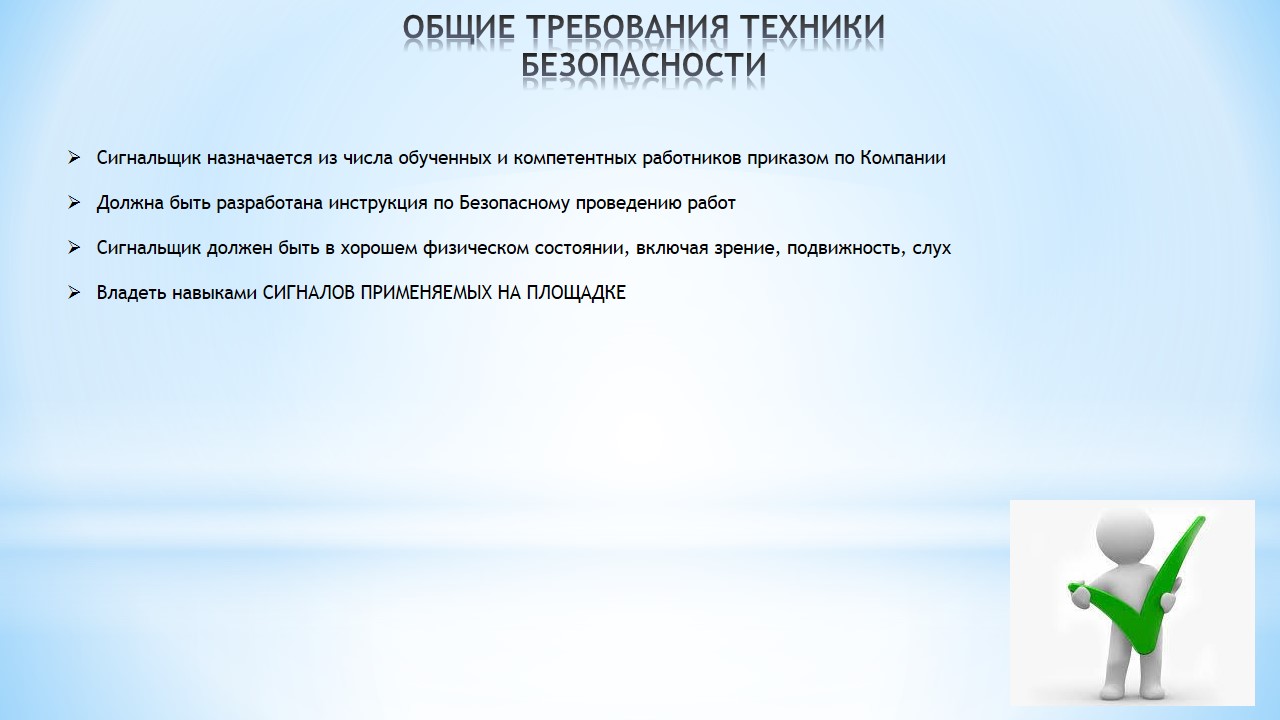 ОБЩИЕ ТРЕБОВАНИЯ ТЕХНИКИ
БЕЗОПАСНОСТИ
Сигнальщик назначается из числа обученных и компетентных работников приказом по Компании
Должна быть разработана инструкция по Безопасному проведению работ
Сигнальщик должен быть в хорошем физическом состоянии, включая зрение, подвижность, слух
Владеть навыками СИГНАЛОВ ПРИМЕНЯЕМЫХ НА ПЛОЩАДКЕ